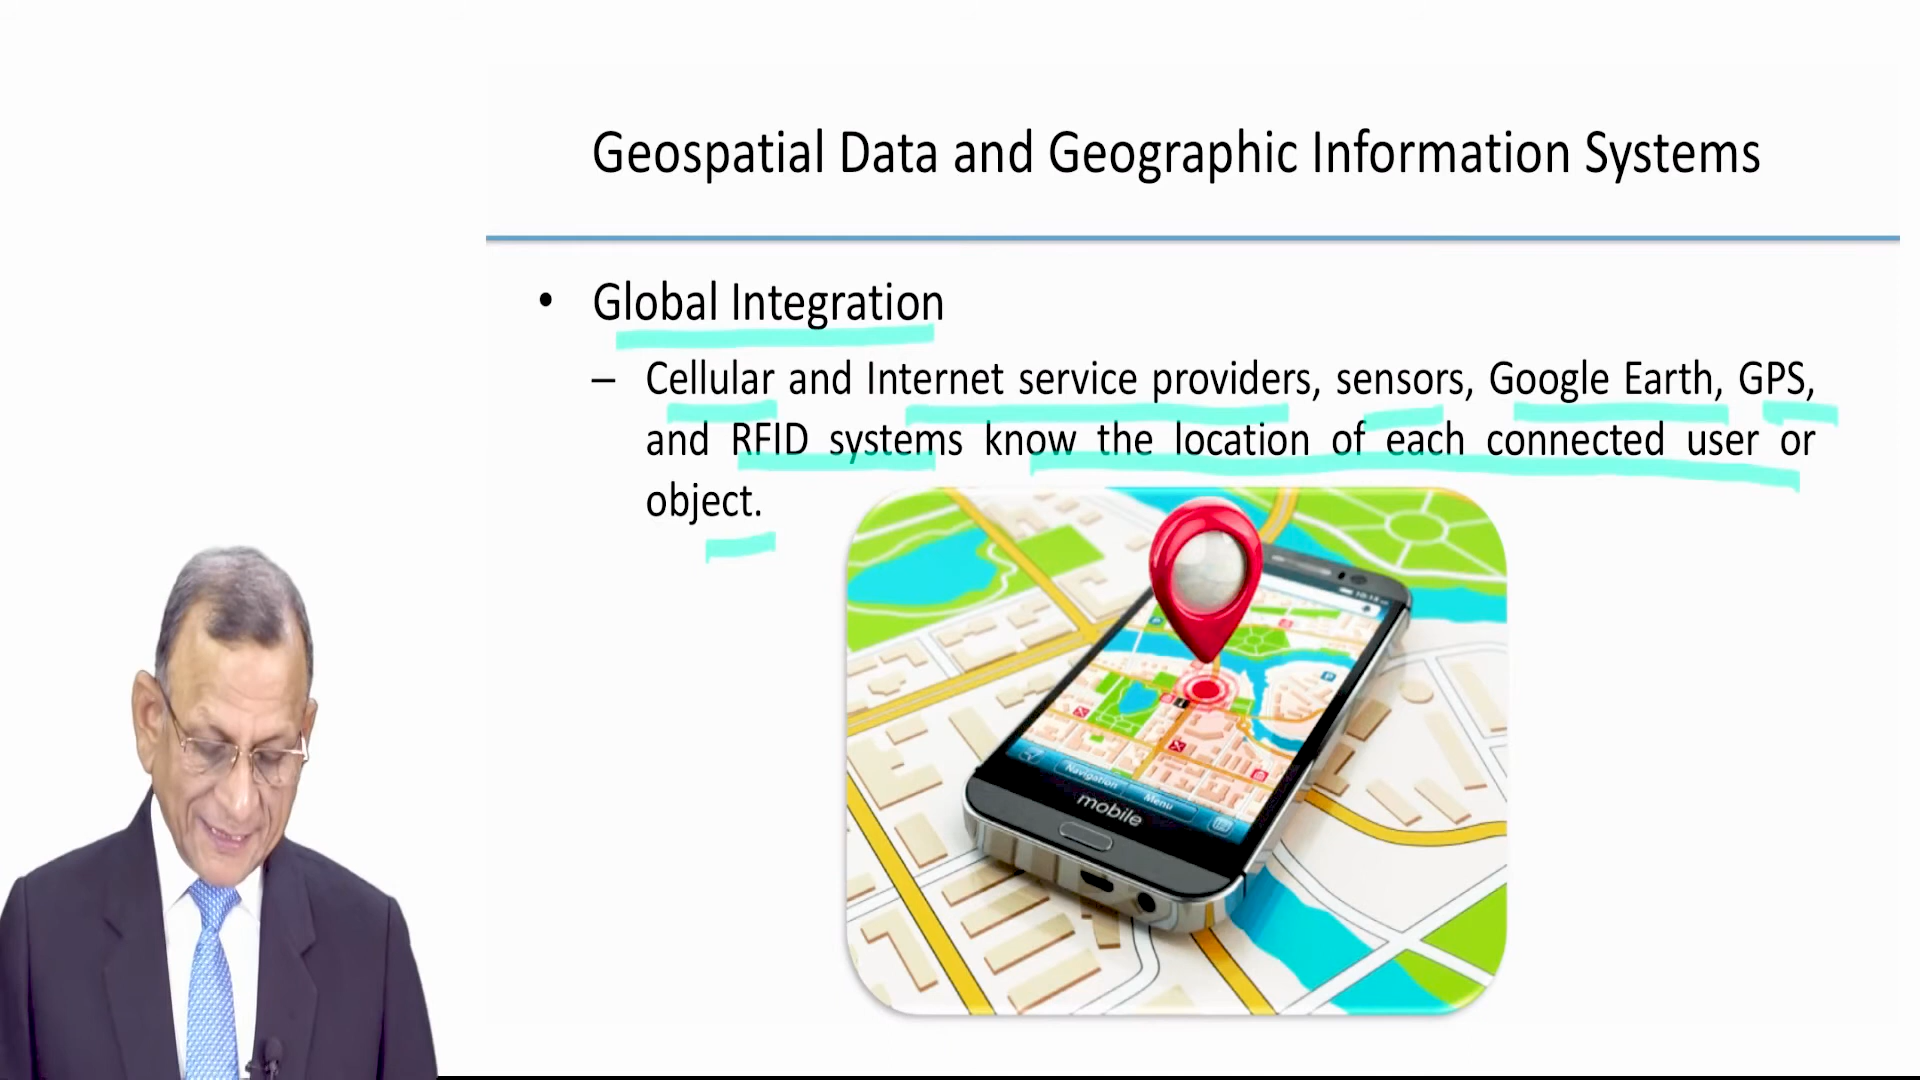 Geospatial Data and Geographic Information Systems
• Global Integration
– Cellular and Internet service providers, sensors, Google Earth, GPS,
and RFID systems know the location of each connected user or
object.
Navigation
Menu
mobile